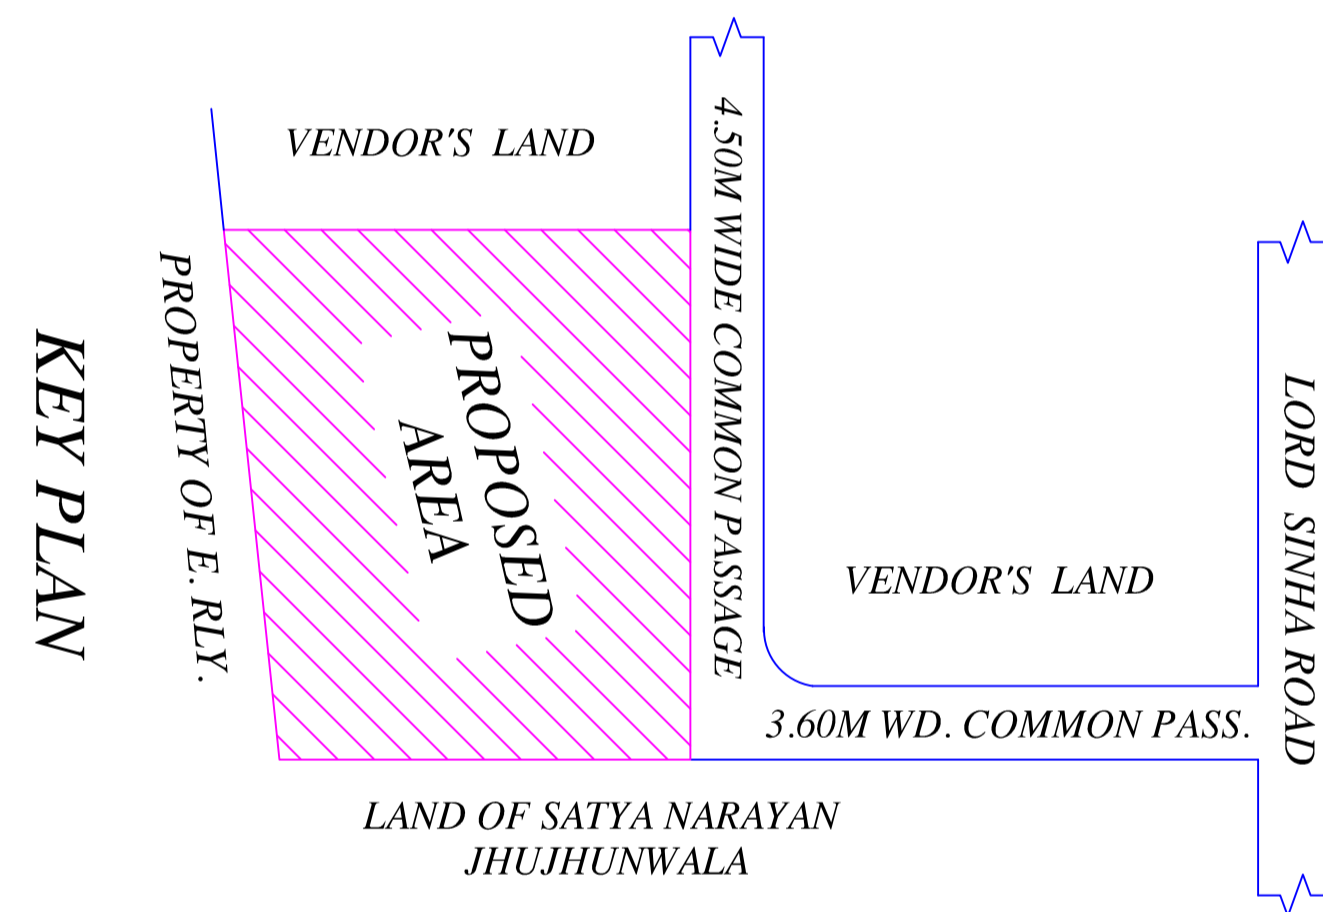 VENDOR'S LAND
4.50M WIDE COMMON PASSAGE
PROPERTY OF E. RLY.
PROPOSED
AREA
KEY PLAN
LORD SINHA ROAD
VENDOR'S LAND
3.60M WD. COMMON PASS.
LAND OF SATYA NARAYAN
JHUJHUNWALA